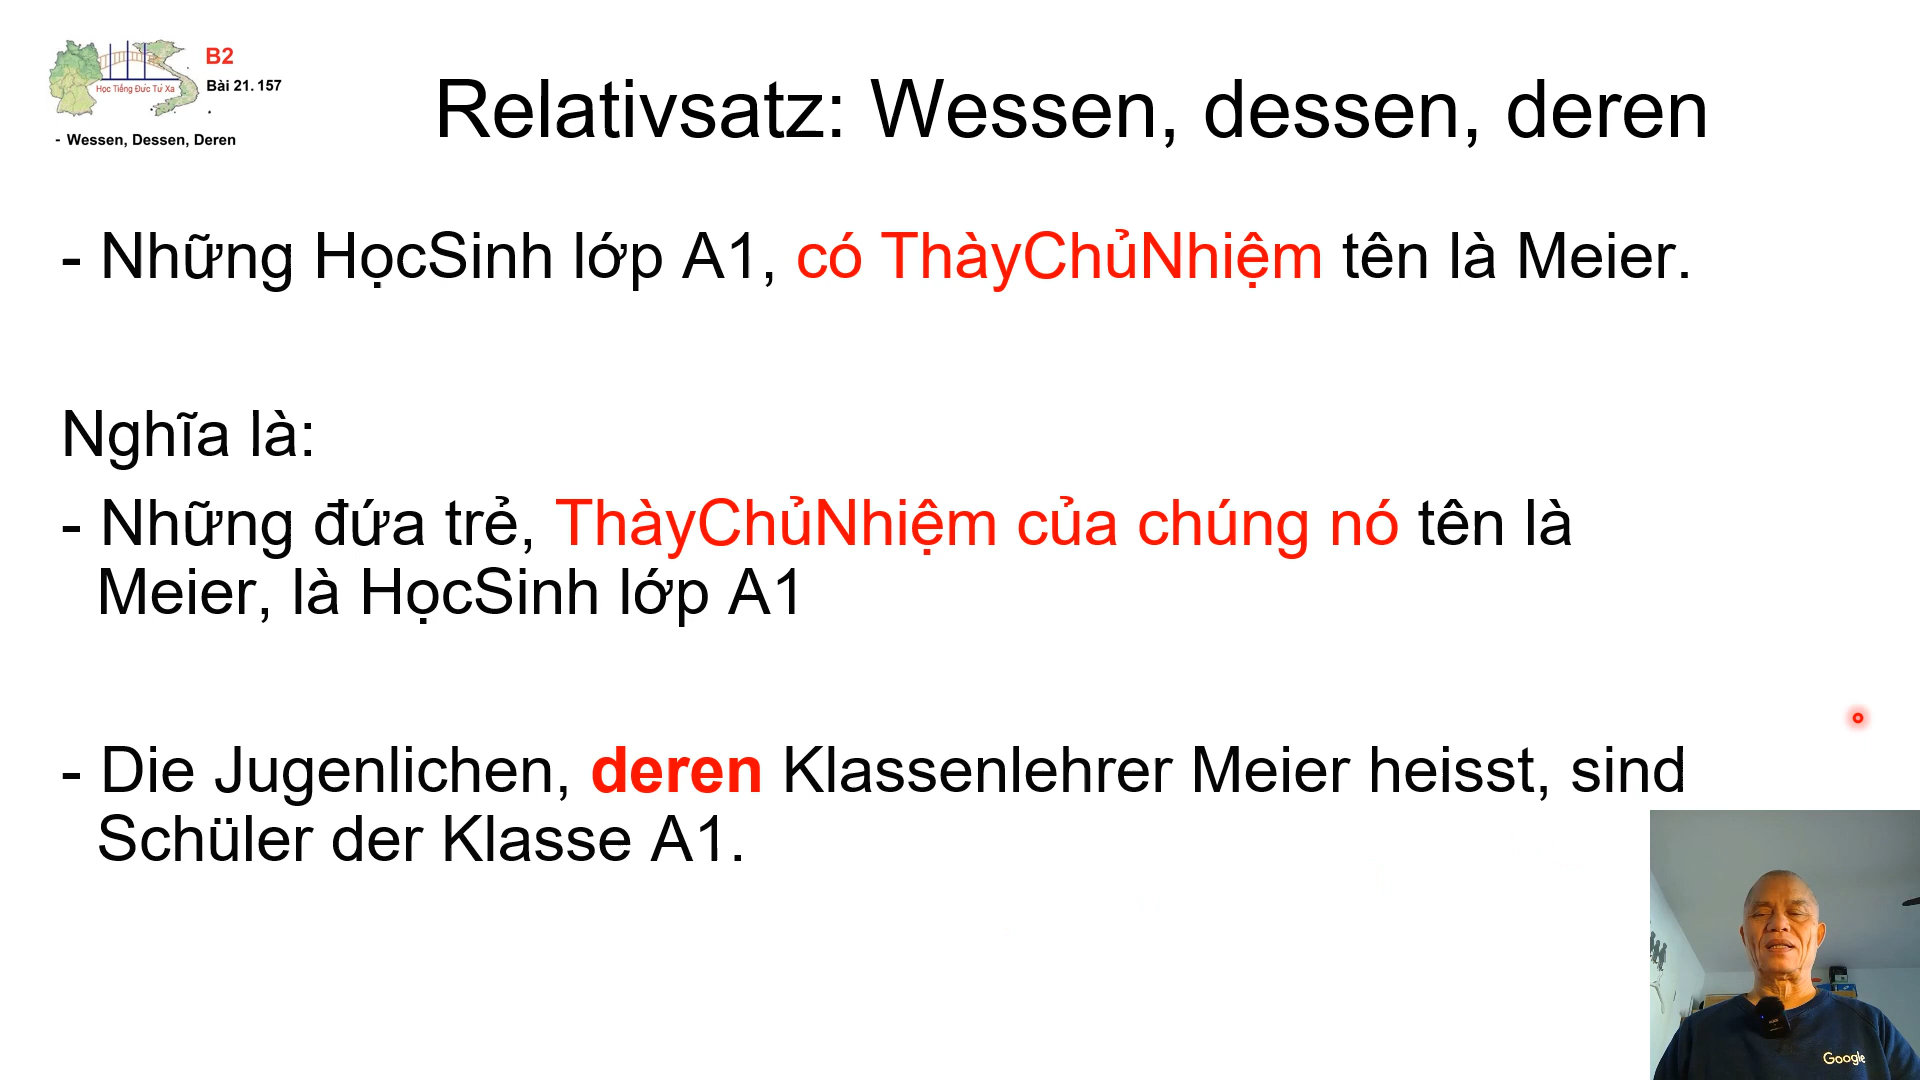 B2
Học Tiếng Đức Từ Xa
Bài 21. 157
- Wessen, Dessen, Deren
Relativsatz: Wessen, dessen, deren
- Những HọcSinh lớp A1, có ThàyChủNhiệm tên là Meier.
Nghĩa là:
- Những đứa trẻ, ThàyChủNhiệm của chúng nó tên là
Meier, là HọcSinh lớp A1
- Die Jugenlichen, deren Klassenlehrer Meier heisst, sind
Schüler der Klasse A1.
Google